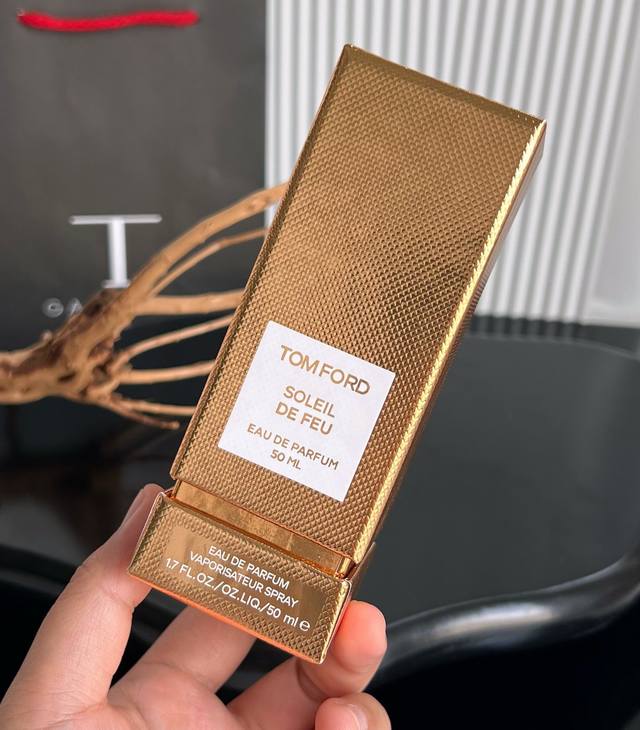 T
GA
TOM FORD
SOLEIL
DE FEU
EAU DE PARFUM
50 ML
EAU DE PARFUM
VAPORISATEUR SPRAY
1.7 FL.OZ./OZ.LIQ./50 ml ℮